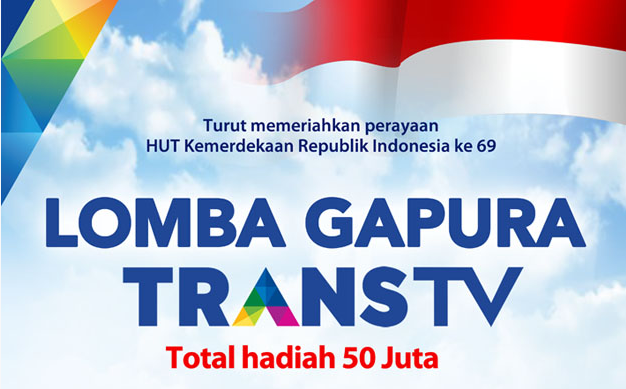 Turut memeriahkan perayaan
HUT Kemerdekaan Republik Indonesia ke 69
LOMBA GAPURA
TRANSTV
Total hadiah 50 Juta